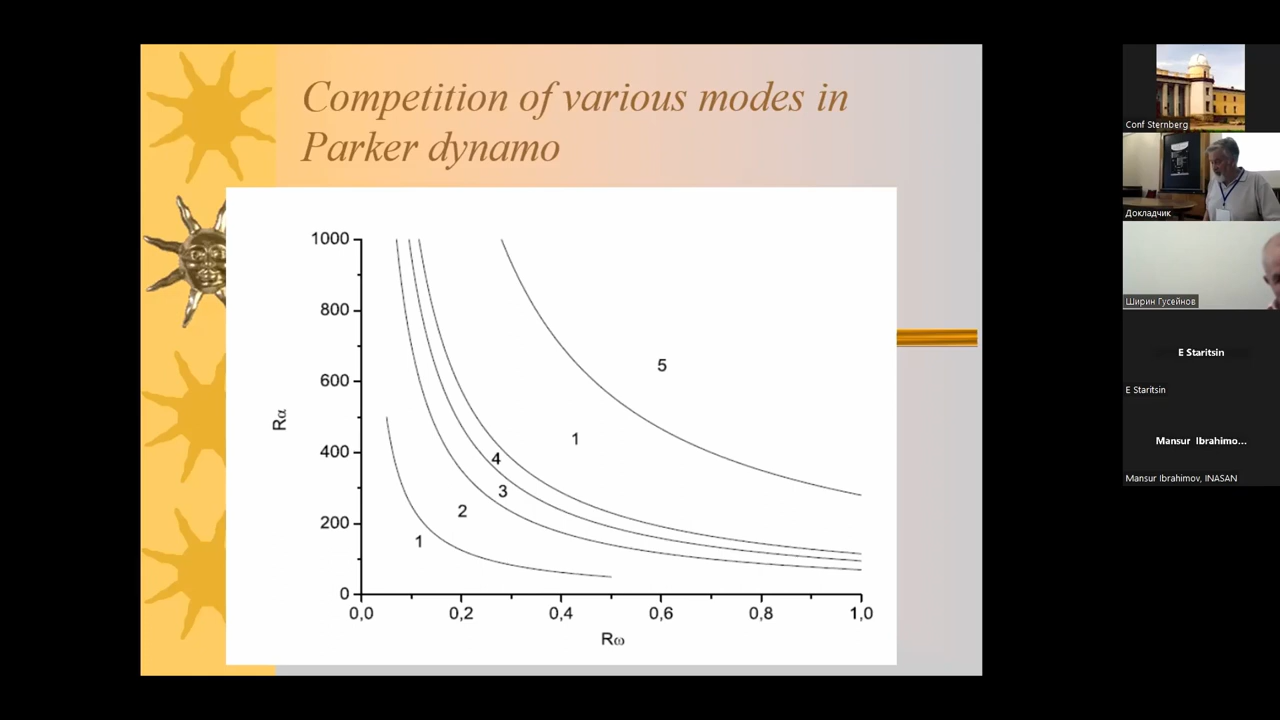 Competition of various modes in
Parker dynamo
1000
800
600
400
200
0
Rα
0,0
0,2
0,4
0,6
0,8
1,0
Rω
5
1
4
3
2
1
Conf Sternberg
Докладчик
Ширин Гусейнов
E Staritsin
E Staritsin
Mansur Ibrahimo...
Mansur Ibrahimov, INASAN